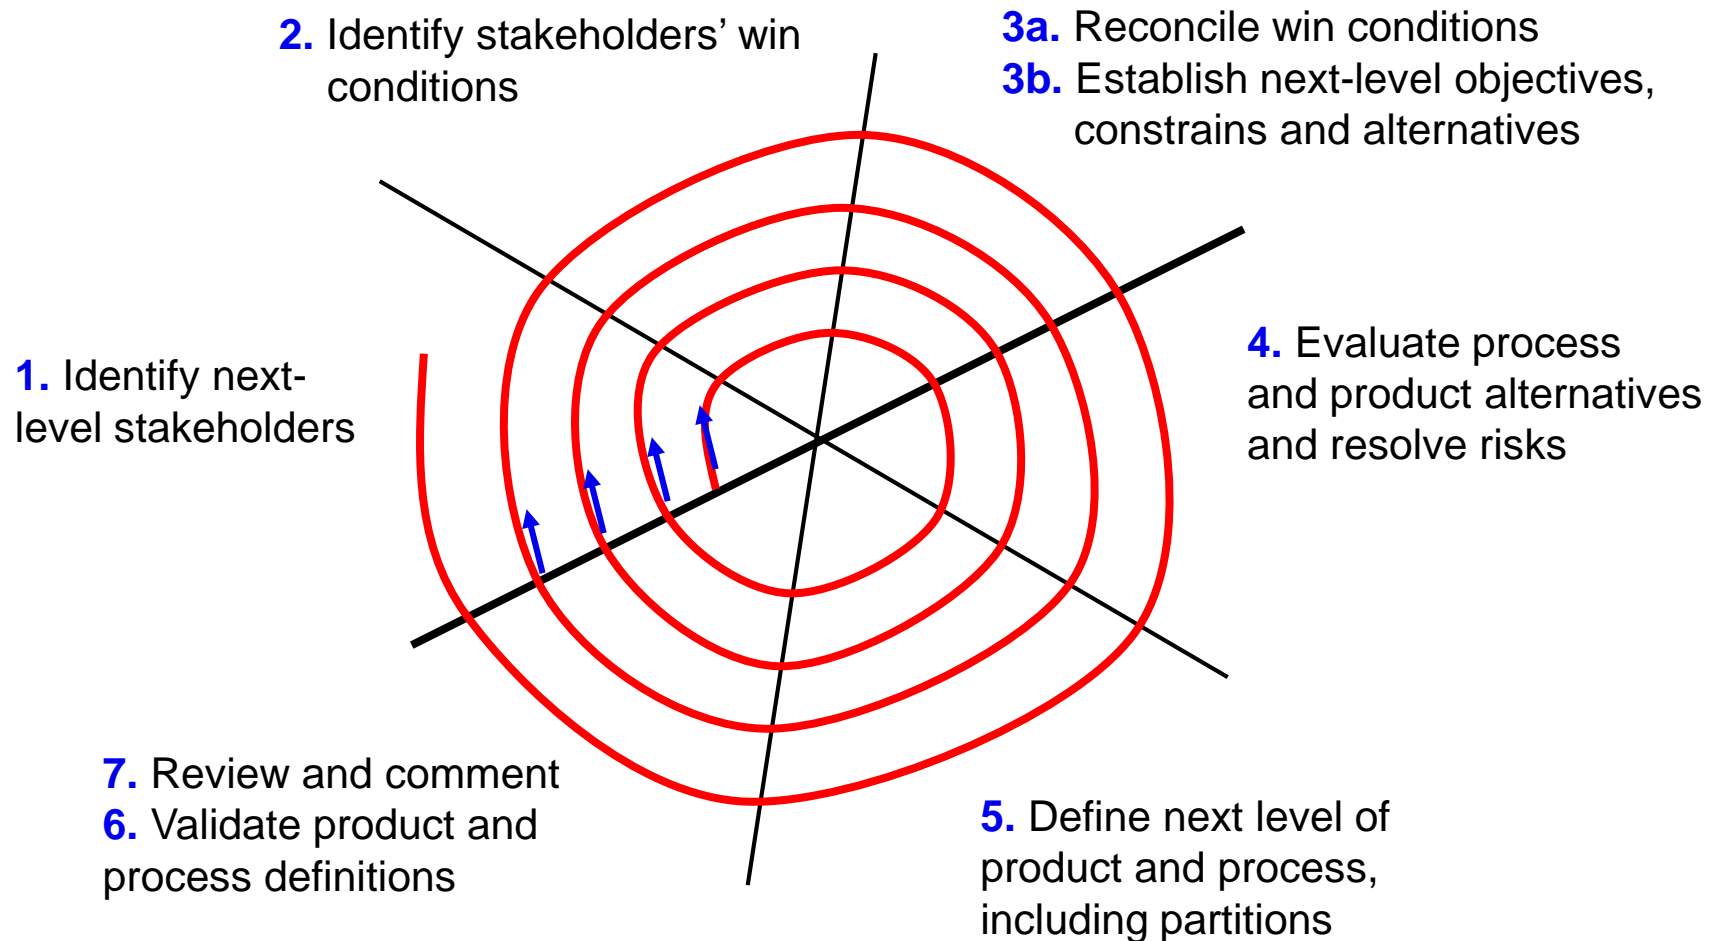 2. Identify stakeholders’ win
conditions
3a. Reconcile win conditions
3b. Establish next-level objectives,
constrains and alternatives
1. Identify next-
level stakeholders
4. Evaluate process
and product alternatives
and resolve risks
7. Review and comment
6. Validate product and
process definitions
5. Define next level of
product and process,
including partitions